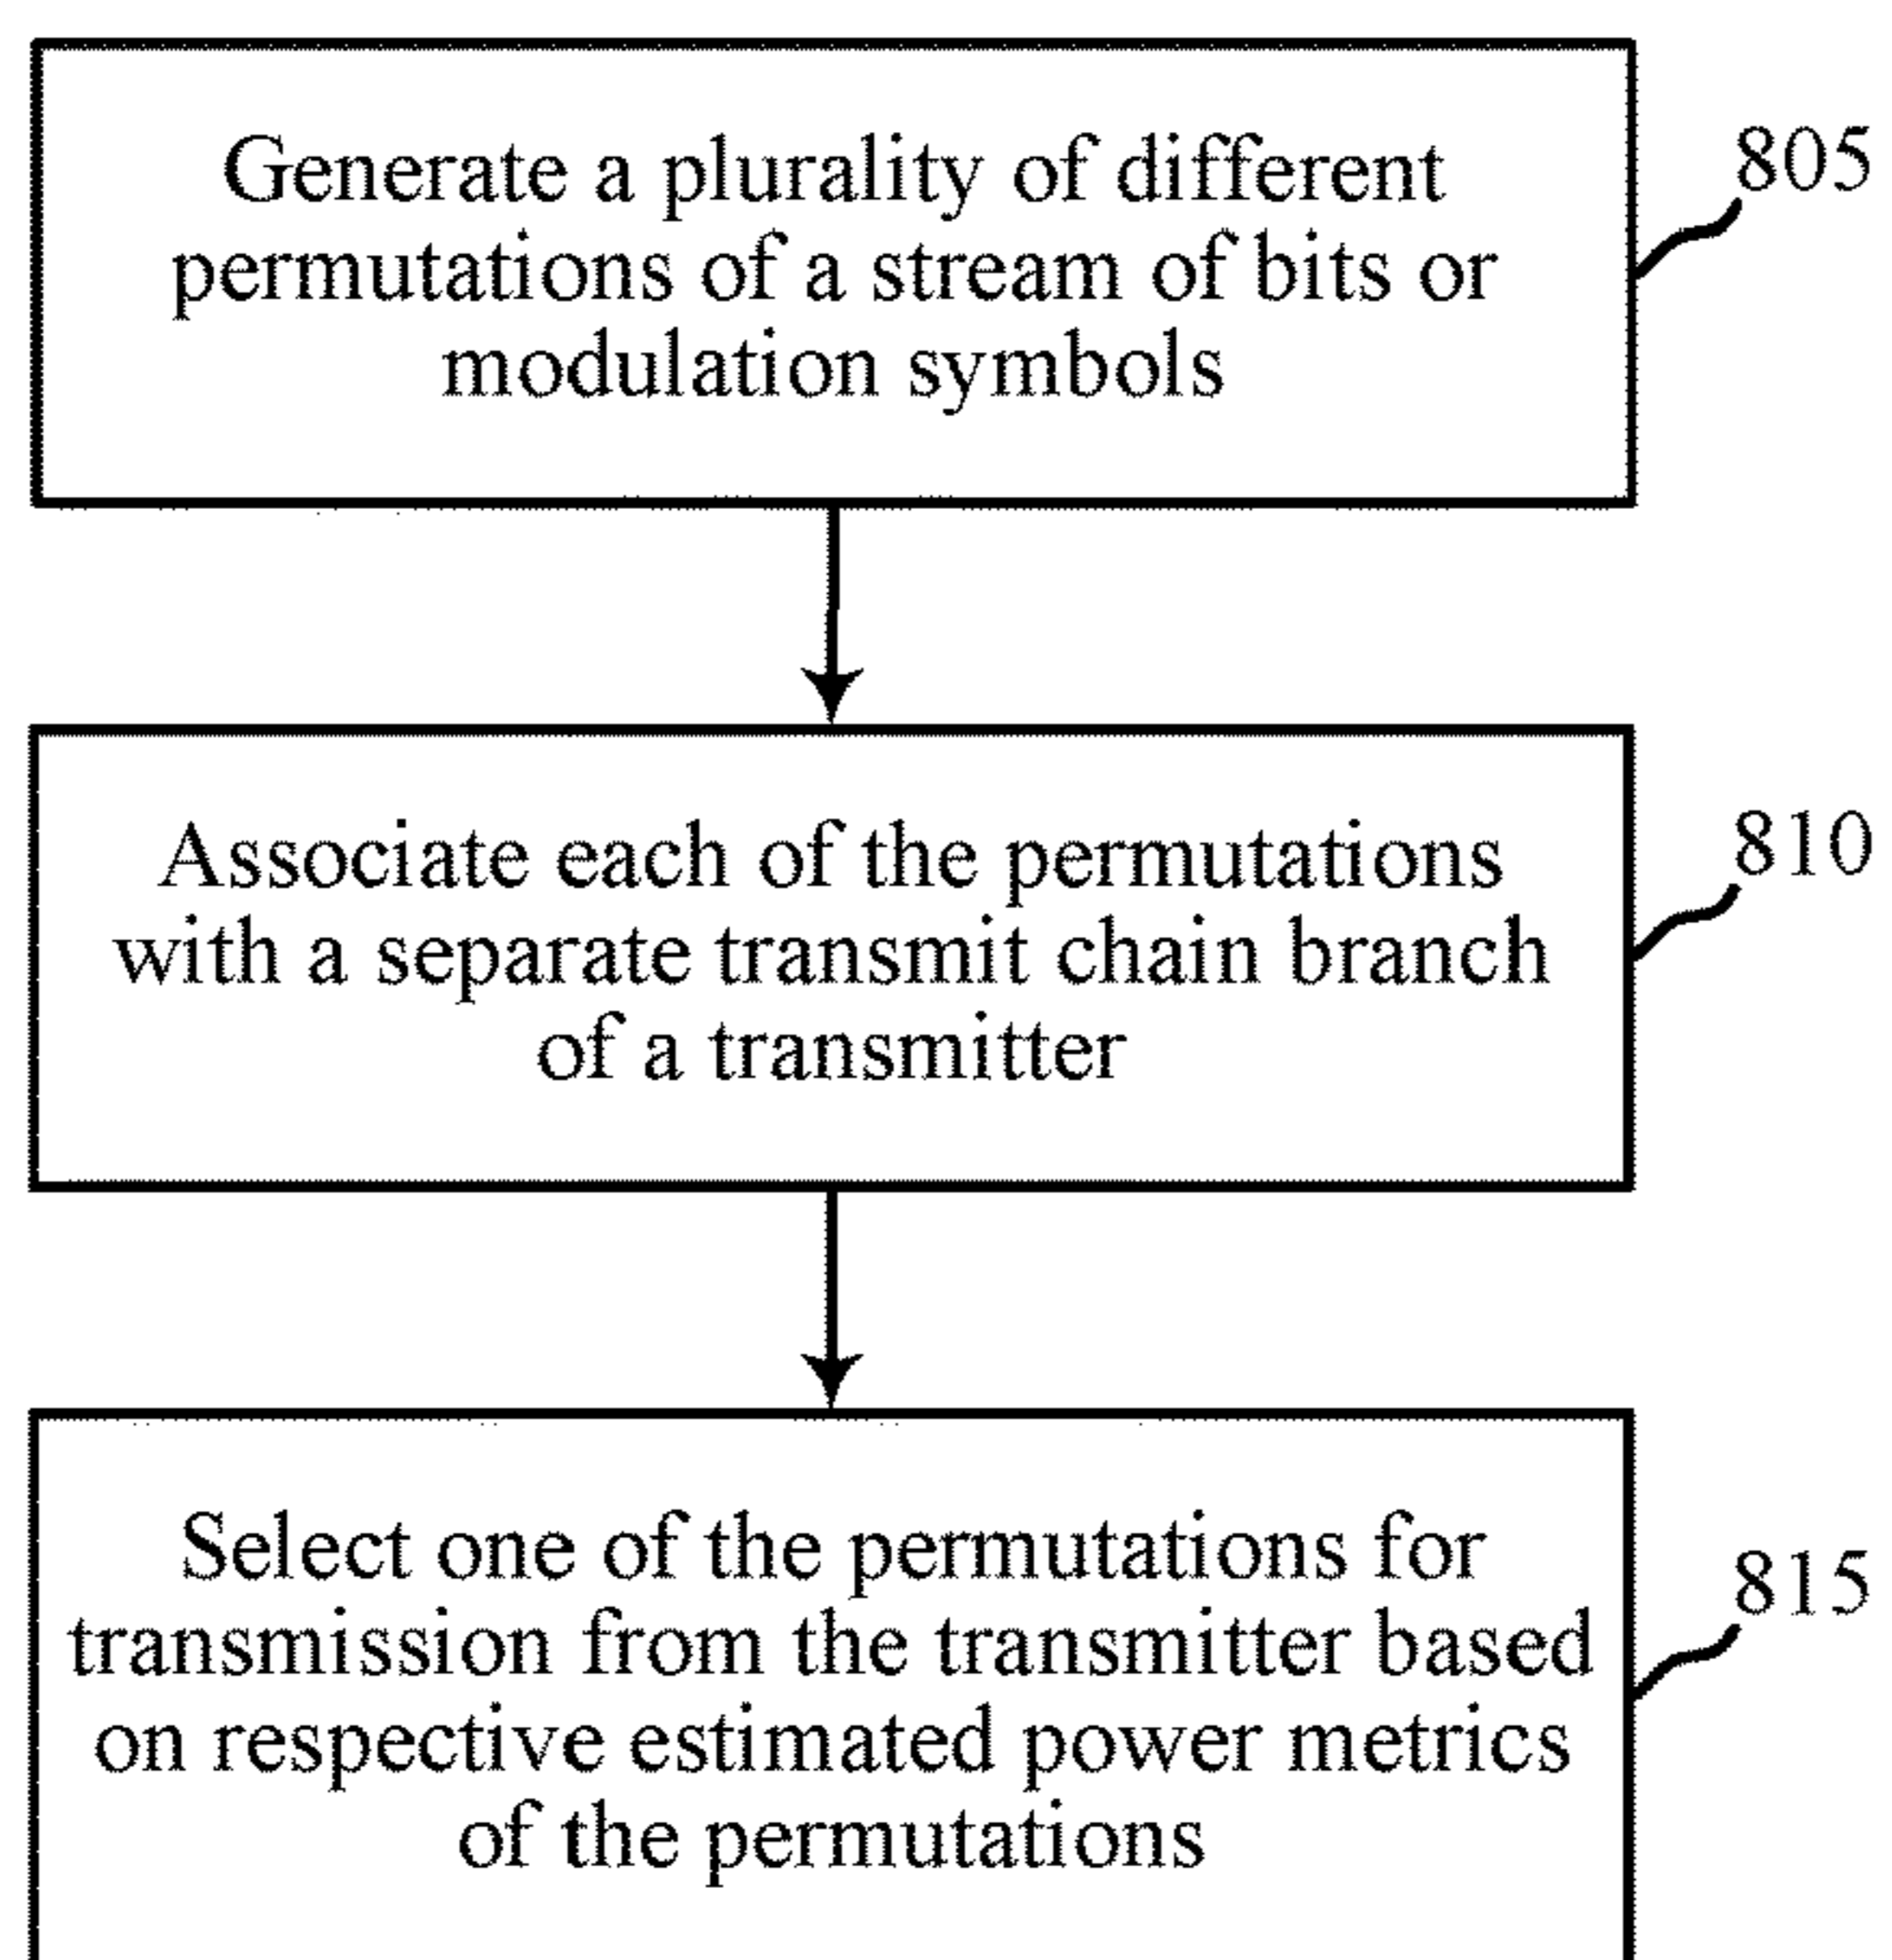 Generate a plurality of different
permutations of a stream of bits or
modulation symbols
805
Associate each of the permutations
with a separate transmit chain branch
of a transmitter
810
Select one of the permutations for
transmission from the transmitter based
on respective estimated power metrics
of the permutations
815